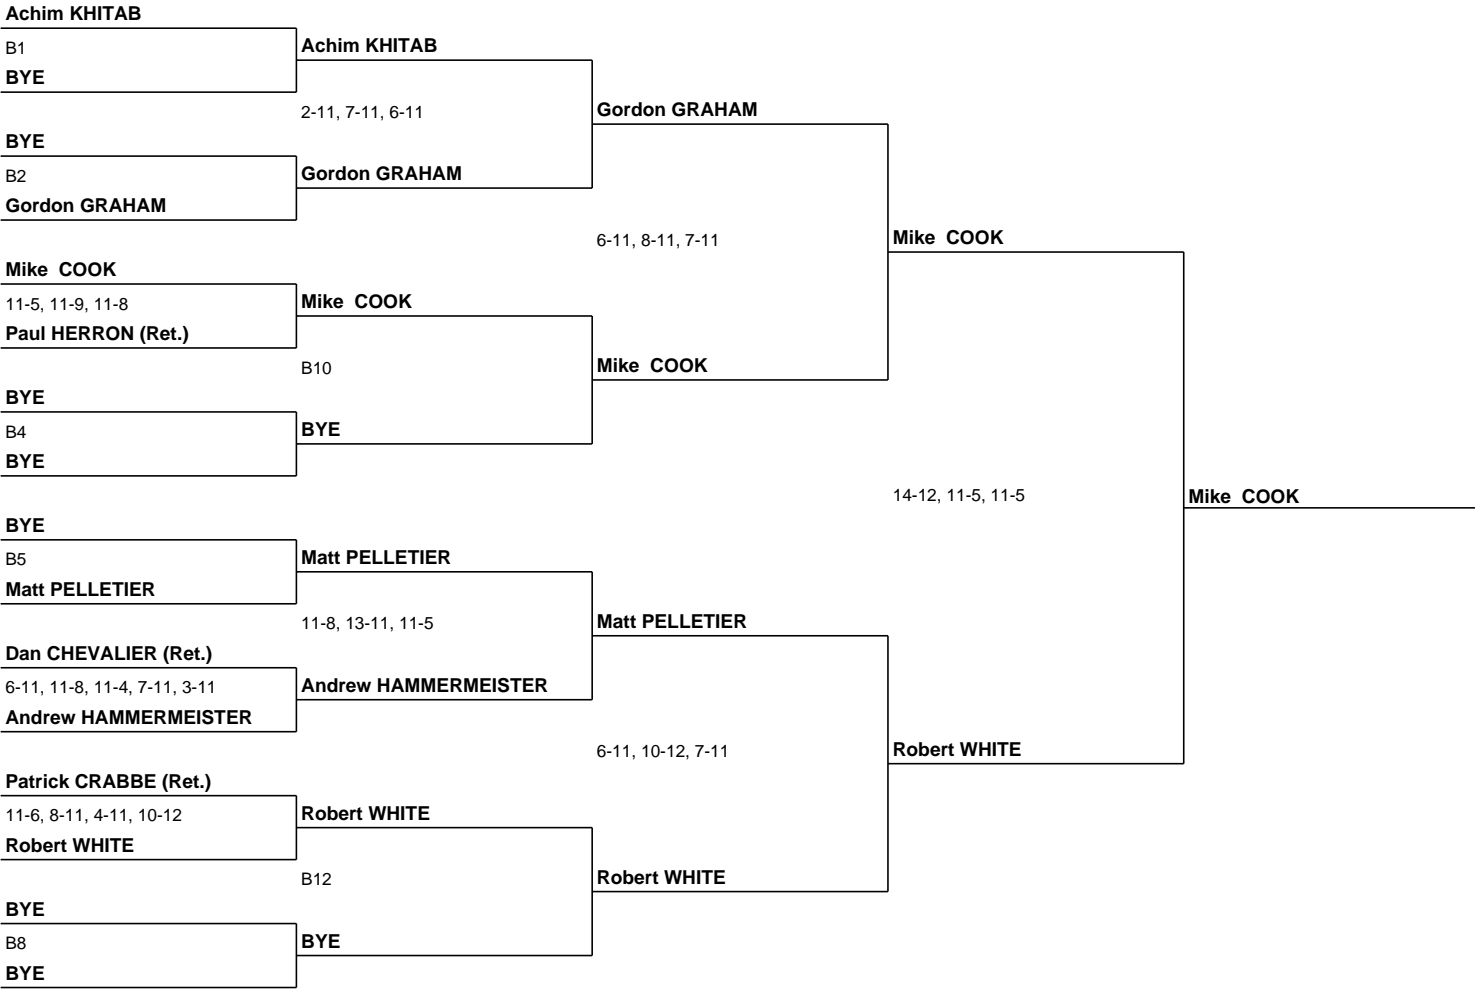 Achim KHITAB
B1
BYE
BYE
B2
Gordon GRAHAM
Mike  COOK
11-5, 11-9, 11-8
Paul HERRON (Ret.)
BYE
B4
BYE
BYE
B5
Matt PELLETIER
Dan CHEVALIER (Ret.)
6-11, 11-8, 11-4, 7-11, 3-11
Andrew HAMMERMEISTER
Patrick CRABBE (Ret.)
11-6, 8-11, 4-11, 10-12
Robert WHITE
BYE
B8
BYE
Achim KHITAB
2-11, 7-11, 6-11
Gordon GRAHAM
Mike  COOK
B10
BYE
Matt PELLETIER
11-8, 13-11, 11-5
Andrew HAMMERMEISTER
Robert WHITE
B12
BYE
Gordon GRAHAM
6-11, 8-11, 7-11
Mike  COOK
Matt PELLETIER
6-11, 10-12, 7-11
Robert WHITE
Mike  COOK
14-12, 11-5, 11-5
Robert WHITE
Mike  COOK